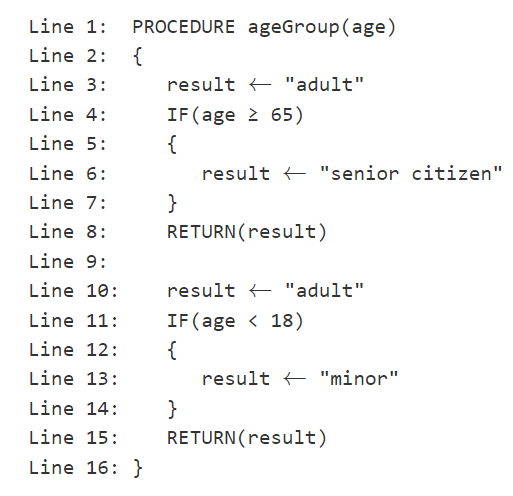 Line 1: PROCEDURE ageGroup(age)
Line 2: {
Line 3: result ← "adult"
Line 4: IF(age ≥ 65)
Line 5: {
Line 6: result ← "senior citizen"
Line 7: }
Line 8: RETURN(result)
Line 9:
Line 10: result ← "adult"
Line 11: IF(age < 18)
Line 12: {
Line 13: result ← "minor"
Line 14: }
Line 15: RETURN(result)
Line 16: }